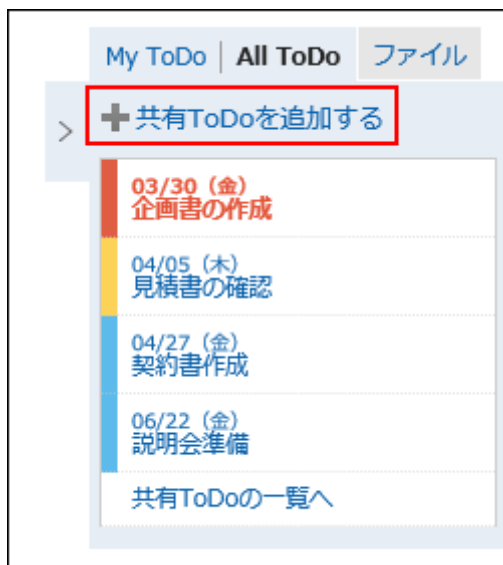 My ToDo | All ToDo ファイル
共有ToDoを追加する
03/30（金）
企画書の作成
04/05（木）
見積書の確認
04/27（金）
契約書作成
06/22（金）
説明会準備
共有ToDoの一覧へ